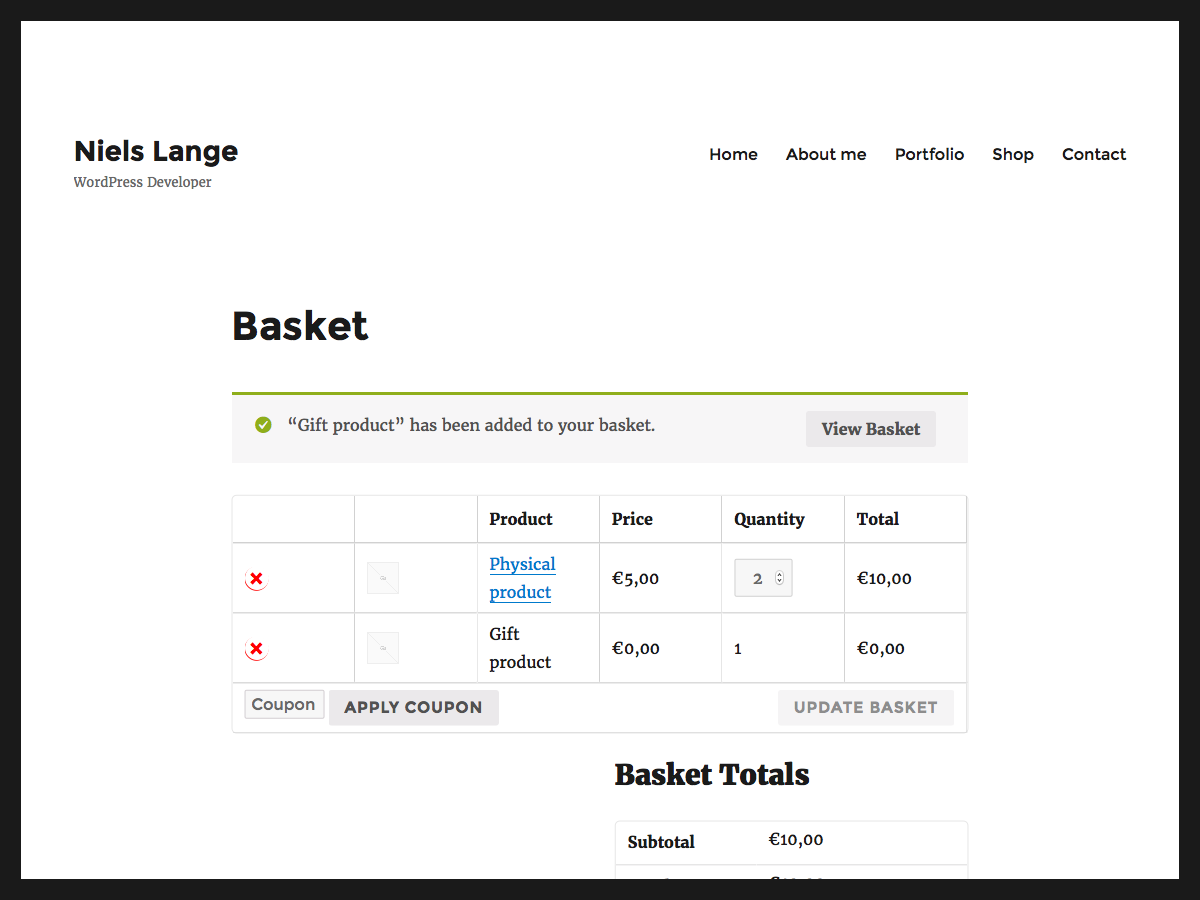 Niels Lange
WordPress Developer
Home About me Portfolio Shop Contact
Basket
“Gift product” has been added to your basket.
View Basket
Product Price Quantity Total
Physical product €5,00 2 €10,00
Gift product €0,00 1 €0,00
Coupon APPLY COUPON UPDATE BASKET
Basket Totals
Subtotal €10,00